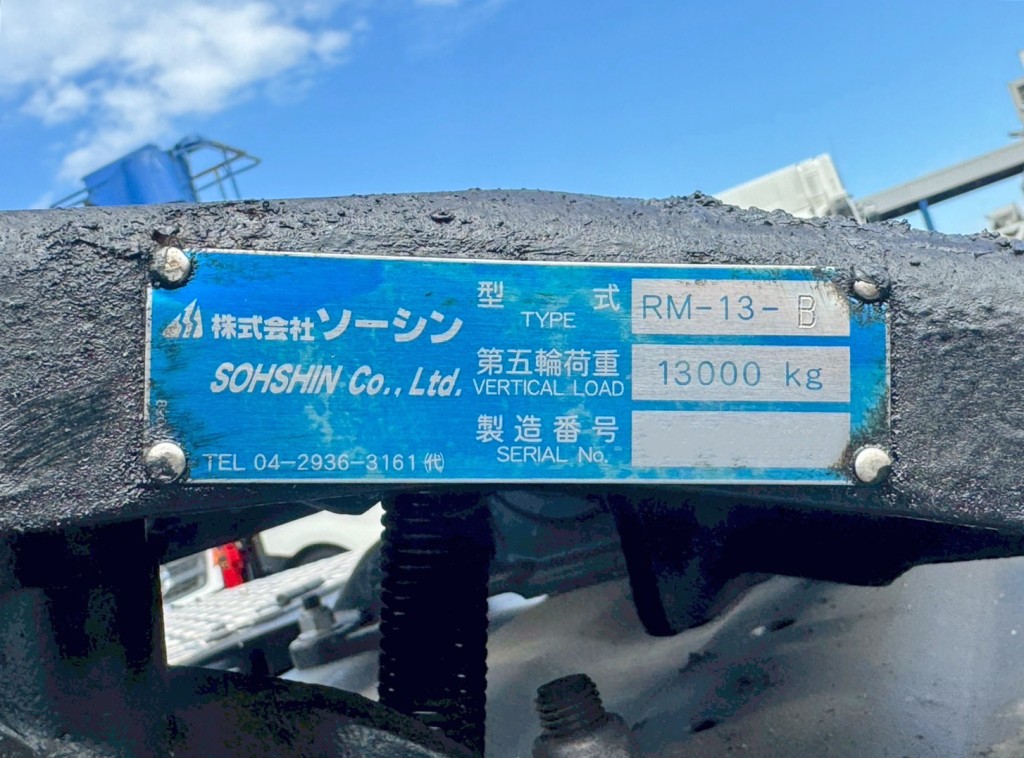 株式会社ソーシン
SOHSHIN Co., Ltd.
TEL 04-2936-3161 ㈹
型式 RM-13-B
TYPE
第五輪荷重 13000 kg
VERTICAL LOAD
製造番号
SERIAL No.